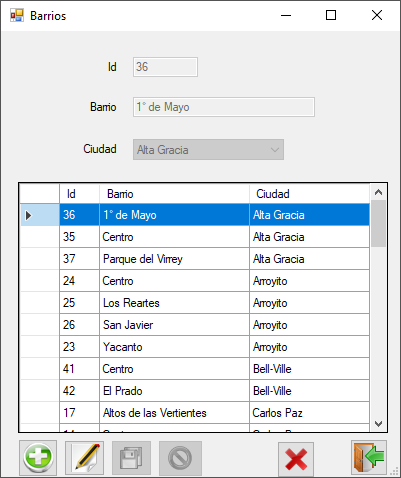 Barrios
Id 36
Barrio 1° de Mayo
Ciudad Alta Gracia
Id Barrio Ciudad
36 1° de Mayo Alta Gracia
35 Centro Alta Gracia
37 Parque del Virrey Alta Gracia
24 Centro Arroyito
25 Los Reartes Arroyito
26 San Javier Arroyito
23 Yacanto Arroyito
41 Centro Bell-Ville
42 El Prado Bell-Ville
17 Altos de las Vertientes Carlos Paz